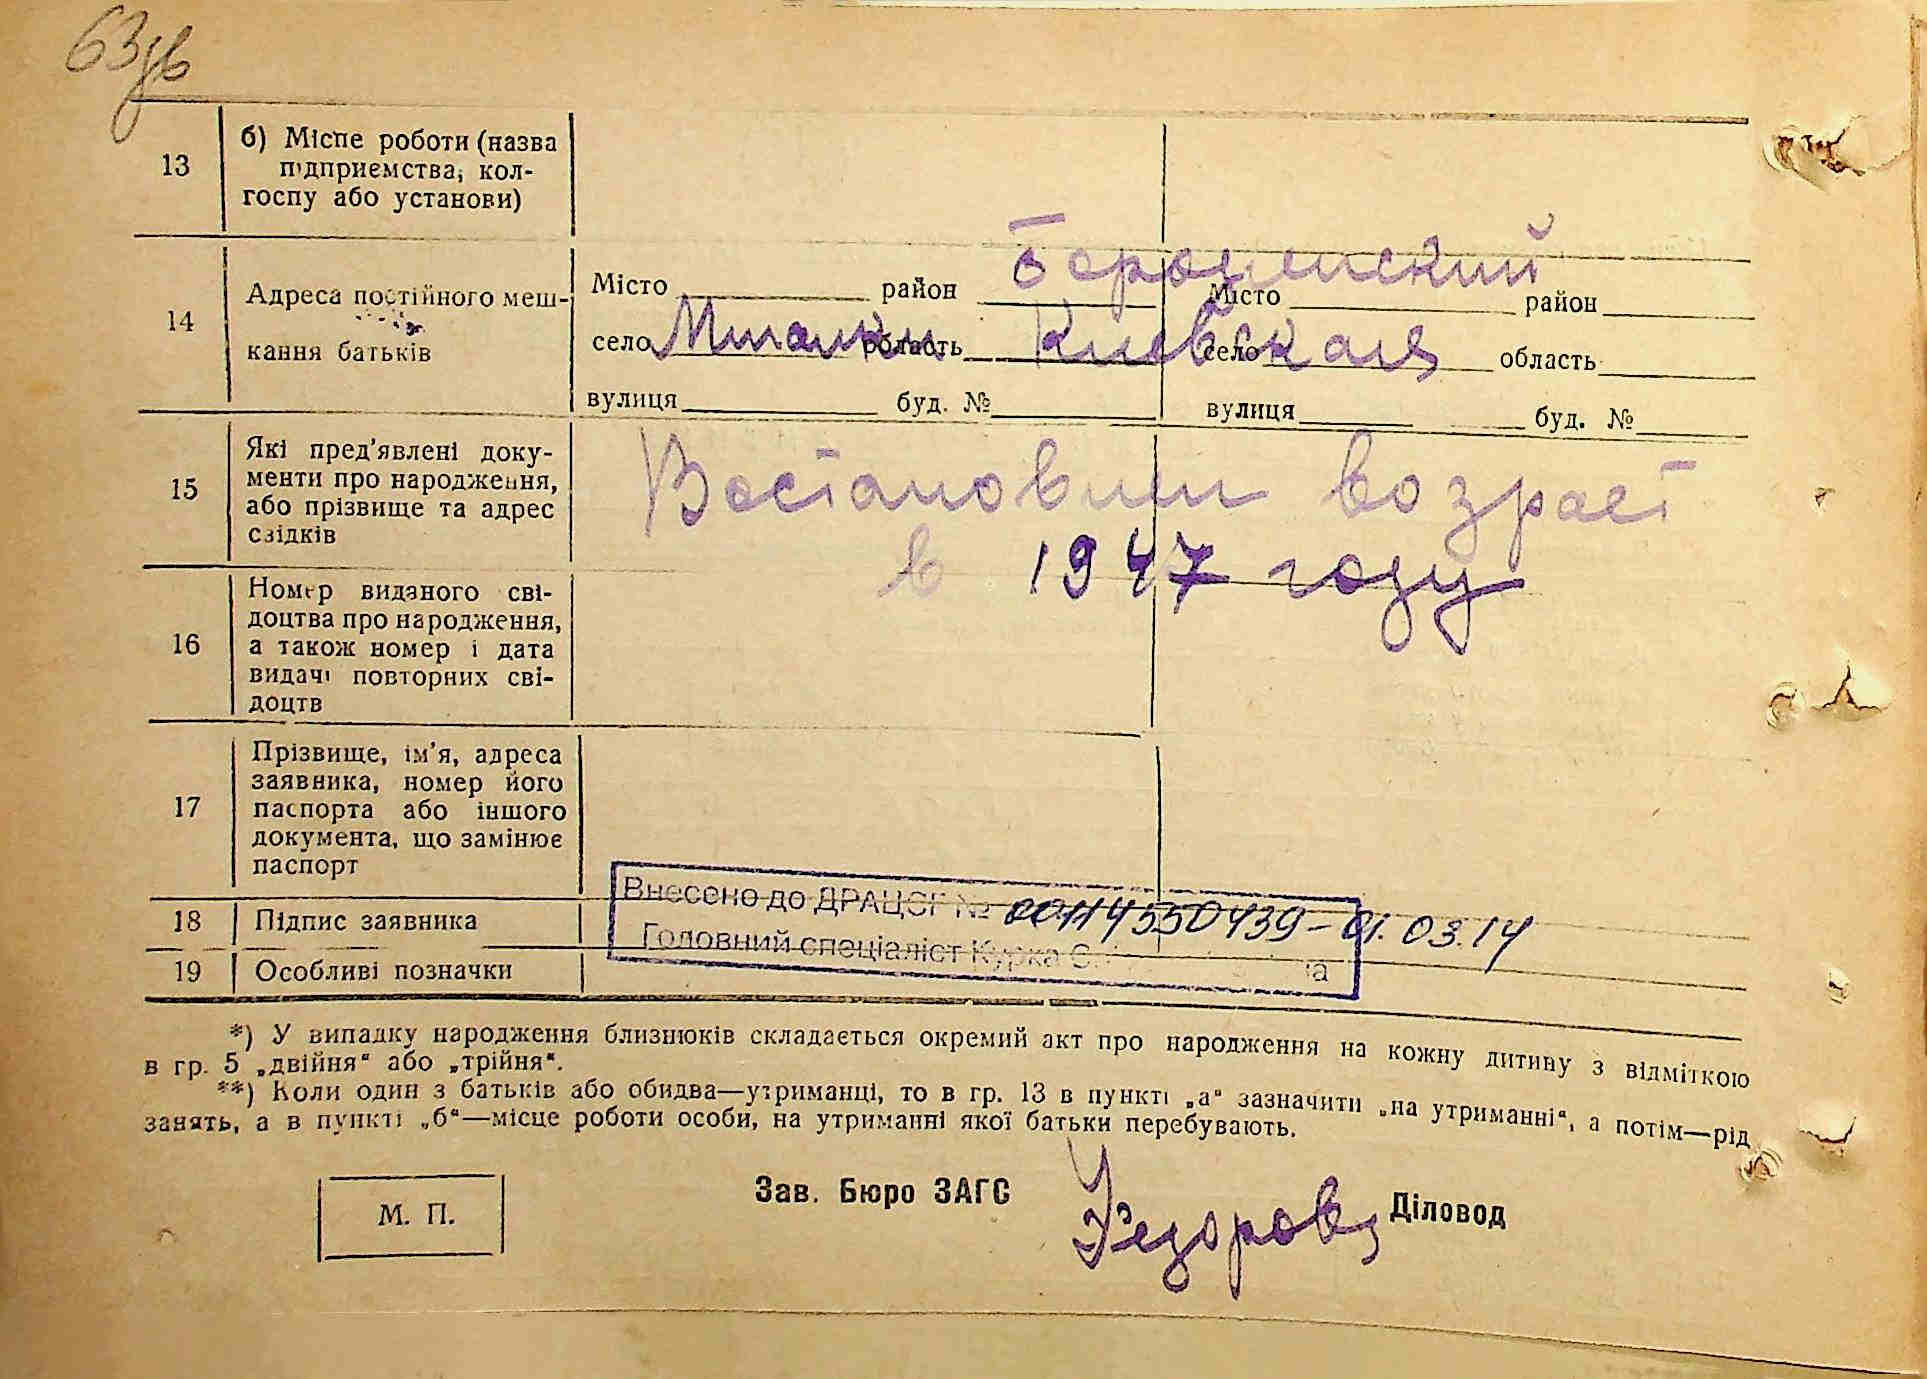 63зв
13
б) Місце роботи (назва
підприємства, кол-
госпу або установи)
14
Адреса постійного меш-
кання батьків
Місто район
село Мишалки область Киевская
вулиця буд. №
Місто район
село область
вулиця буд. №
15
Які пред'явлені доку-
менти про народження,
або прізвище та адрес
свідків
Востановлен возраст
в 1947 году
16
Номер виданого сві-
доцтва про народження,
а також номер і дата
видачі повторних сві-
доцтв
17
Прізвище, ім'я, адреса
заявника, номер його
паспорта або іншого
документа, що замінює
паспорт
18 Підпис заявника
19 Особливі позначки
Внесено до ДРАЦСГ № 00114550439-01.03.14
Головний спеціаліст Курка
*) У випадку народження близнюків складається окремий акт про народження на кожну дитину з відміткою
в гр. 5 „двійня“ або „трійня“.
**) Коли один з батьків або обидва—утриманці, то в гр. 13 в пункті „а“ зазначити „на утриманні“, а потім—рід
занять, а в пункті „б“—місце роботи особи, на утриманні якої батьки перебувають.
М. П.
Зав. Бюро ЗАГС
Федорова
Діловод